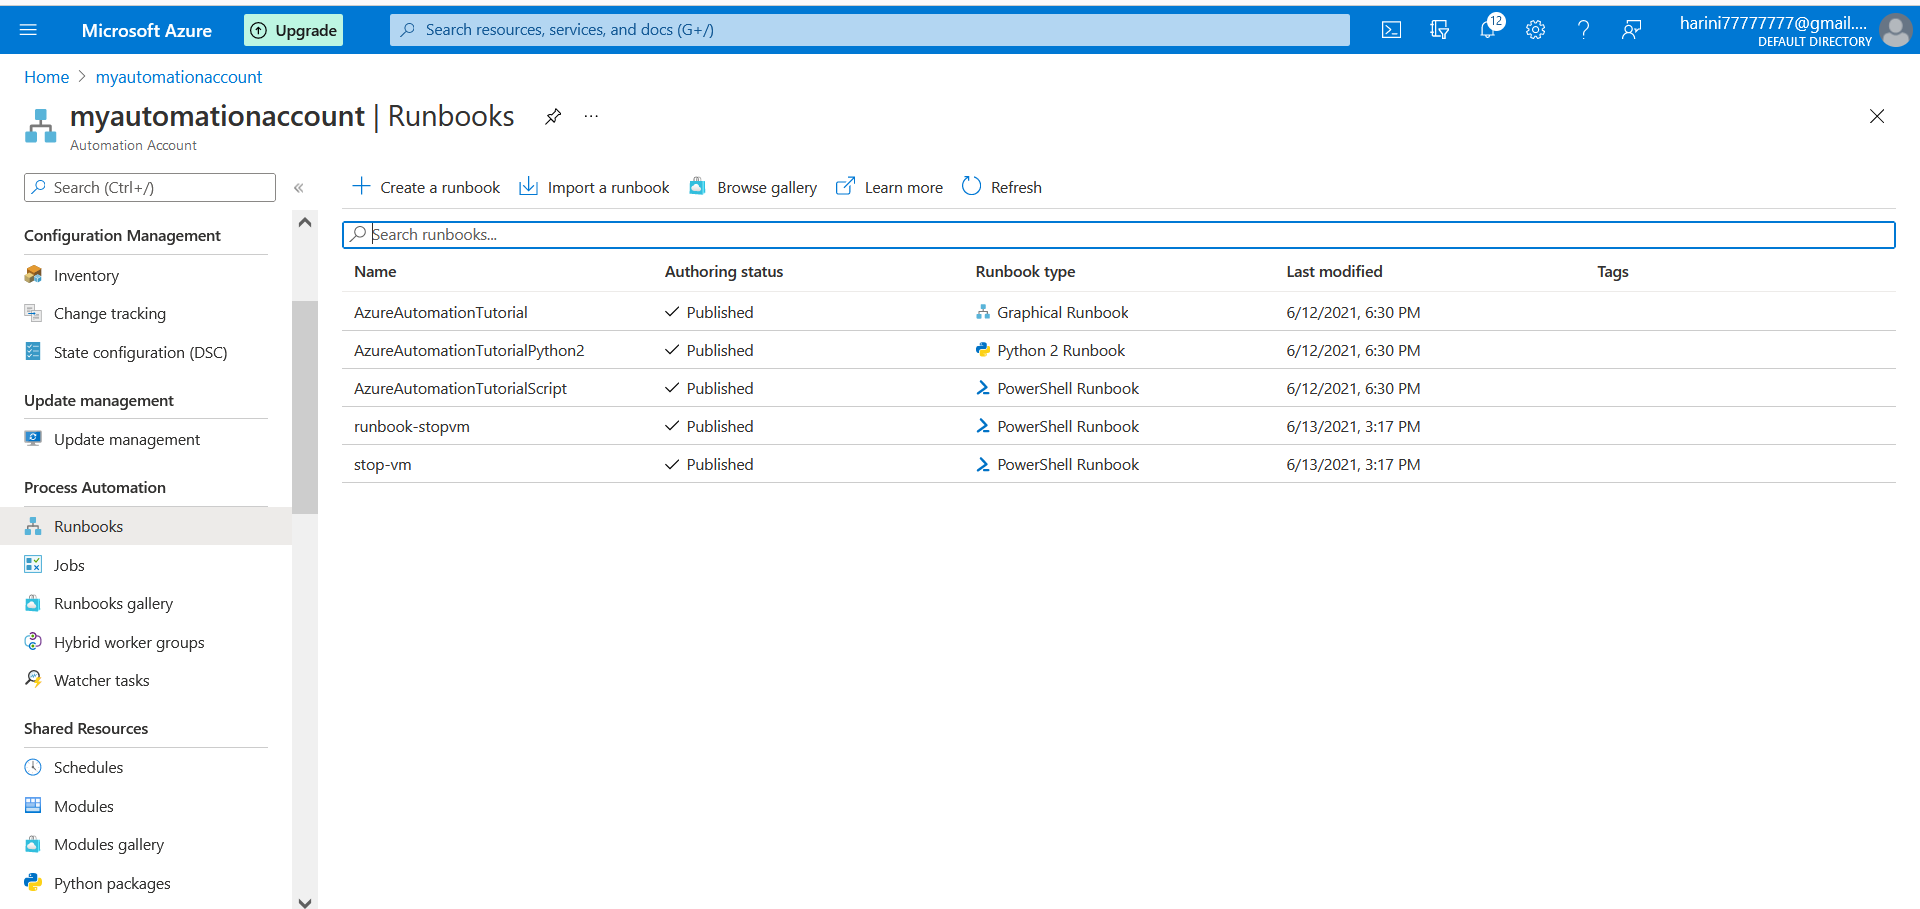 Microsoft Azure
Upgrade
Search resources, services, and docs (G+/)
12
harini77777777@gmail....
DEFAULT DIRECTORY
Home > myautomationaccount
myautomationaccount | Runbooks ...
Automation Account
Search (Ctrl+/)
«
Configuration Management
Inventory
Change tracking
State configuration (DSC)
Update management
Update management
Process Automation
Runbooks
Jobs
Runbooks gallery
Hybrid worker groups
Watcher tasks
Shared Resources
Schedules
Modules
Modules gallery
Python packages
Create a runbook Import a runbook Browse gallery Learn more Refresh
Search runbooks...
Name Authoring status Runbook type Last modified Tags
AzureAutomationTutorial Published Graphical Runbook 6/12/2021, 6:30 PM
AzureAutomationTutorialPython2 Published Python 2 Runbook 6/12/2021, 6:30 PM
AzureAutomationTutorialScript Published PowerShell Runbook 6/12/2021, 6:30 PM
runbook-stopvm Published PowerShell Runbook 6/13/2021, 3:17 PM
stop-vm Published PowerShell Runbook 6/13/2021, 3:17 PM